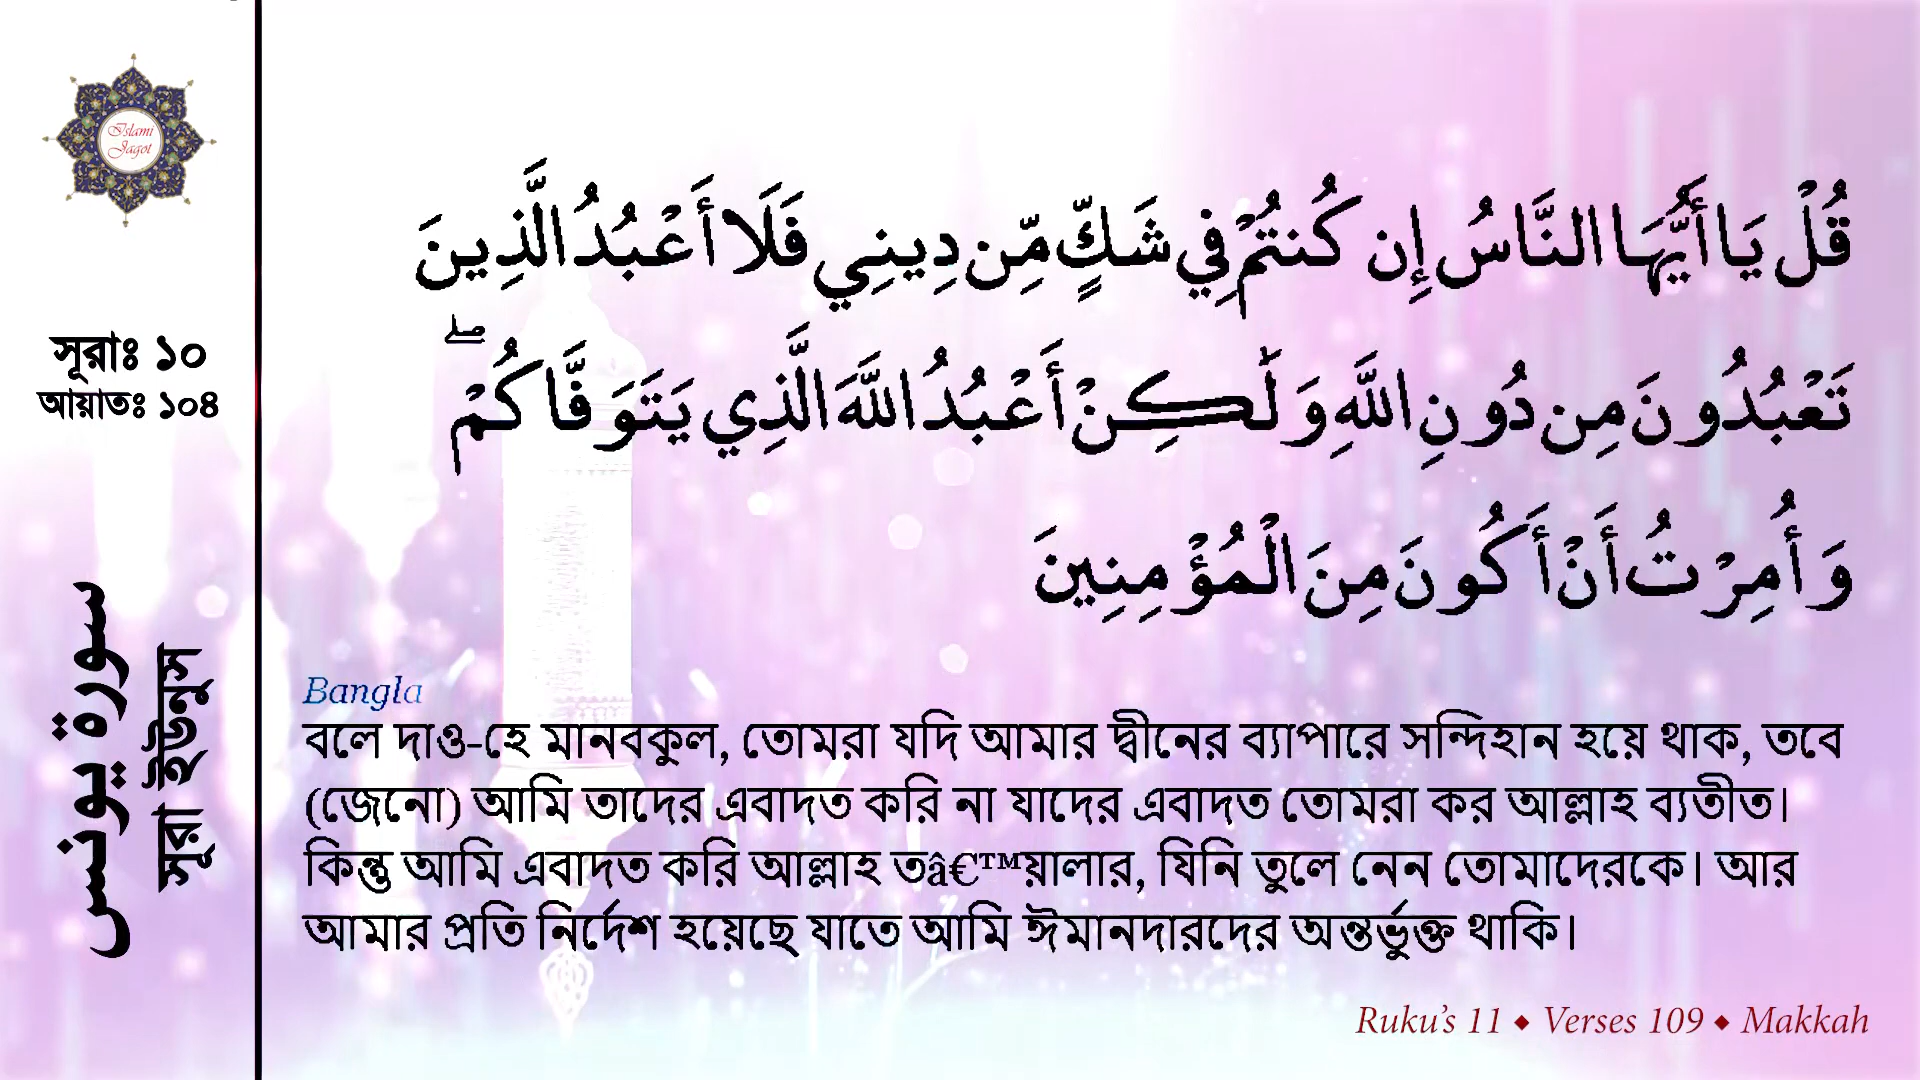 Islami
Jagot
সূরাঃ ১০
আয়াতঃ ১০৪
سورة يونس
সূরা ইউনুস
قُلْ يَا أَيُّهَا النَّاسُ إِن كُنتُمْ فِي شَكٍّ مِّن دِينِي فَلَا أَعْبُدُ الَّذِينَ
تَعْبُدُونَ مِن دُونِ اللَّهِ وَلَٰكِنْ أَعْبُدُ اللَّهَ الَّذِي يَتَوَفَّاكُمْ ۖ
وَأُمِرْتُ أَنْ أَكُونَ مِنَ الْمُؤْمِنِينَ
Bangla
বলে দাও-হে মানবকুল, তোমরা যদি আমার দ্বীনের ব্যাপারে সন্দিহান হয়ে থাক, তবে
(জেনো) আমি তাদের এবাদত করি না যাদের এবাদত তোমরা কর আল্লাহ ব্যতীত।
কিন্তু আমি এবাদত করি আল্লাহ তâ€™য়ালার, যিনি তুলে নেন তোমাদেরকে। আর
আমার প্রতি নির্দেশ হয়েছে যাতে আমি ঈমানদারদের অন্তর্ভুক্ত থাকি।
Ruku's 11 ◆ Verses 109 ◆ Makkah